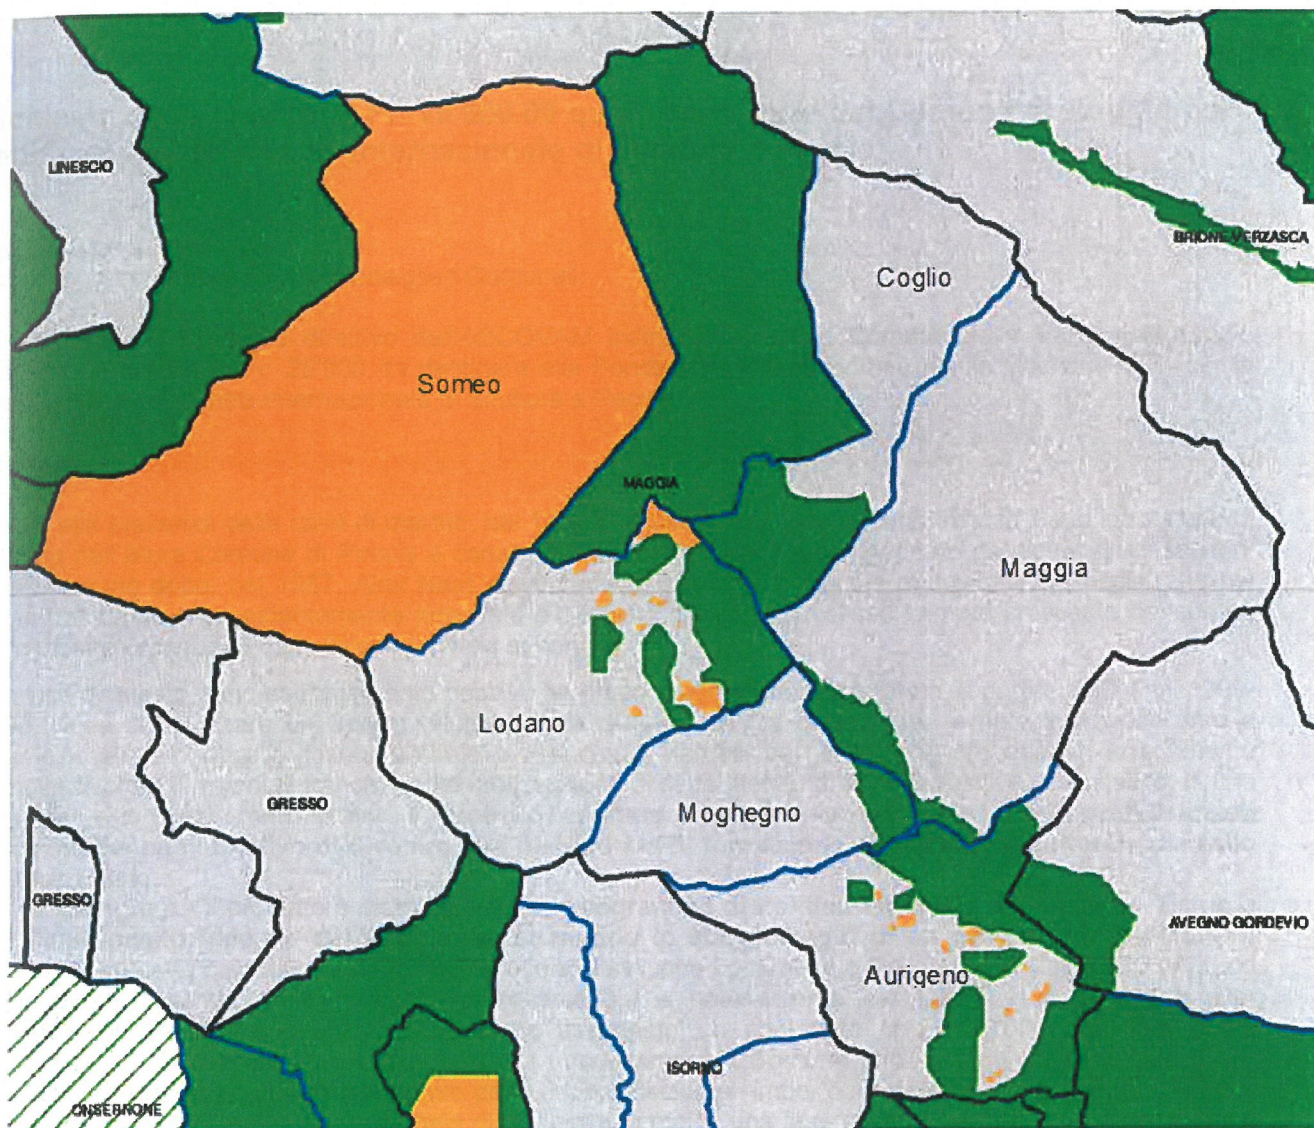 LINESCIO
BRIONE VERZASCA
Coglio
Someo
MAGGIA
Maggia
Lodano
GRESSO
Moghegno
GRESSO
AVEGNO GORDEVIO
Aurigeno
ISORNO
ONSERNONE